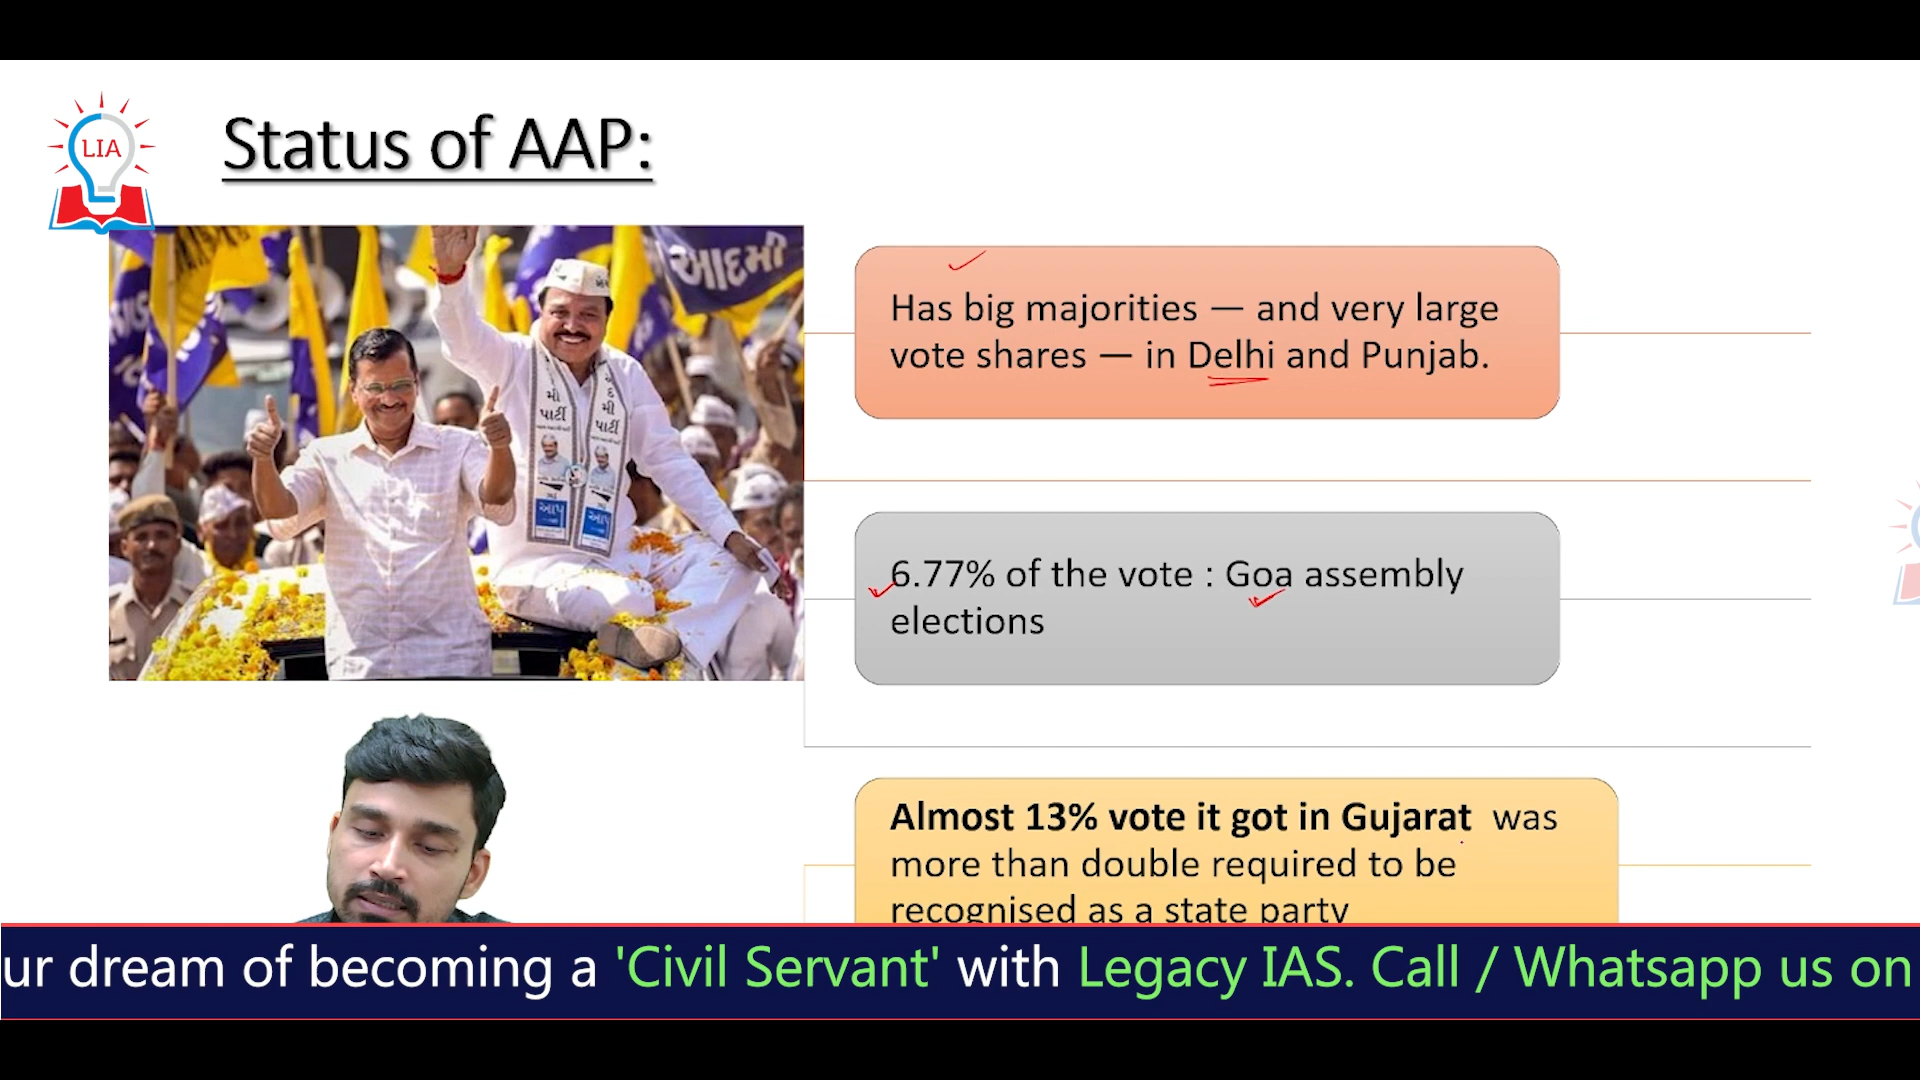 LIA
Status of AAP:
આદમી
Has big majorities — and very large
vote shares — in Delhi and Punjab.
પાર્ટી
પાર્ટી
આપ
આપ
6.77% of the vote : Goa assembly
elections
Almost 13% vote it got in Gujarat was
more than double required to be
recognised as a state party
ur dream of becoming a 'Civil Servant' with Legacy IAS. Call / Whatsapp us on